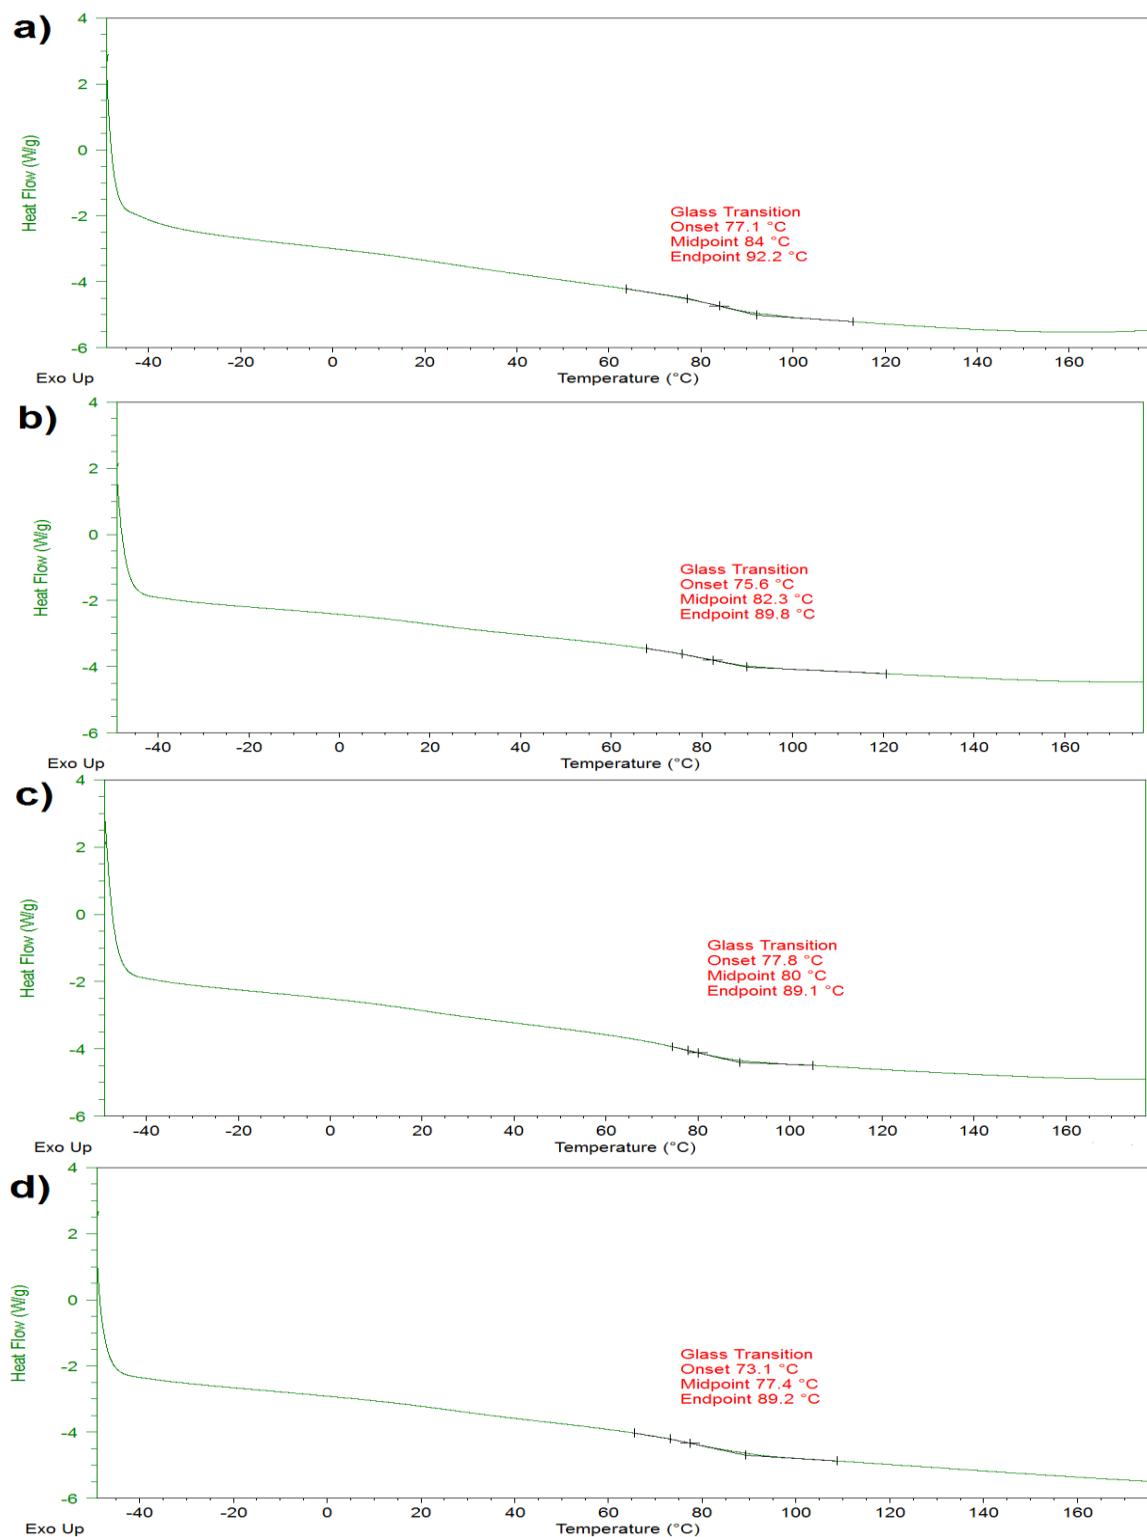 a)
4
2
0
-2
-4
-6
Heat Flow (W/g)
Glass Transition
Onset 77.1 °C
Midpoint 84 °C
Endpoint 92.2 °C
-40 -20 0 20 40 60 80 100 120 140 160
Exo Up Temperature (°C)
b)
4
2
0
-2
-4
-6
Heat Flow (W/g)
Glass Transition
Onset 75.6 °C
Midpoint 82.3 °C
Endpoint 89.8 °C
-40 -20 0 20 40 60 80 100 120 140 160
Exo Up Temperature (°C)
c)
4
2
0
-2
-4
-6
Heat Flow (W/g)
Glass Transition
Onset 77.8 °C
Midpoint 80 °C
Endpoint 89.1 °C
-40 -20 0 20 40 60 80 100 120 140 160
Exo Up Temperature (°C)
d)
4
2
0
-2
-4
-6
Heat Flow (W/g)
Glass Transition
Onset 73.1 °C
Midpoint 77.4 °C
Endpoint 89.2 °C
-40 -20 0 20 40 60 80 100 120 140 160
Exo Up Temperature (°C)